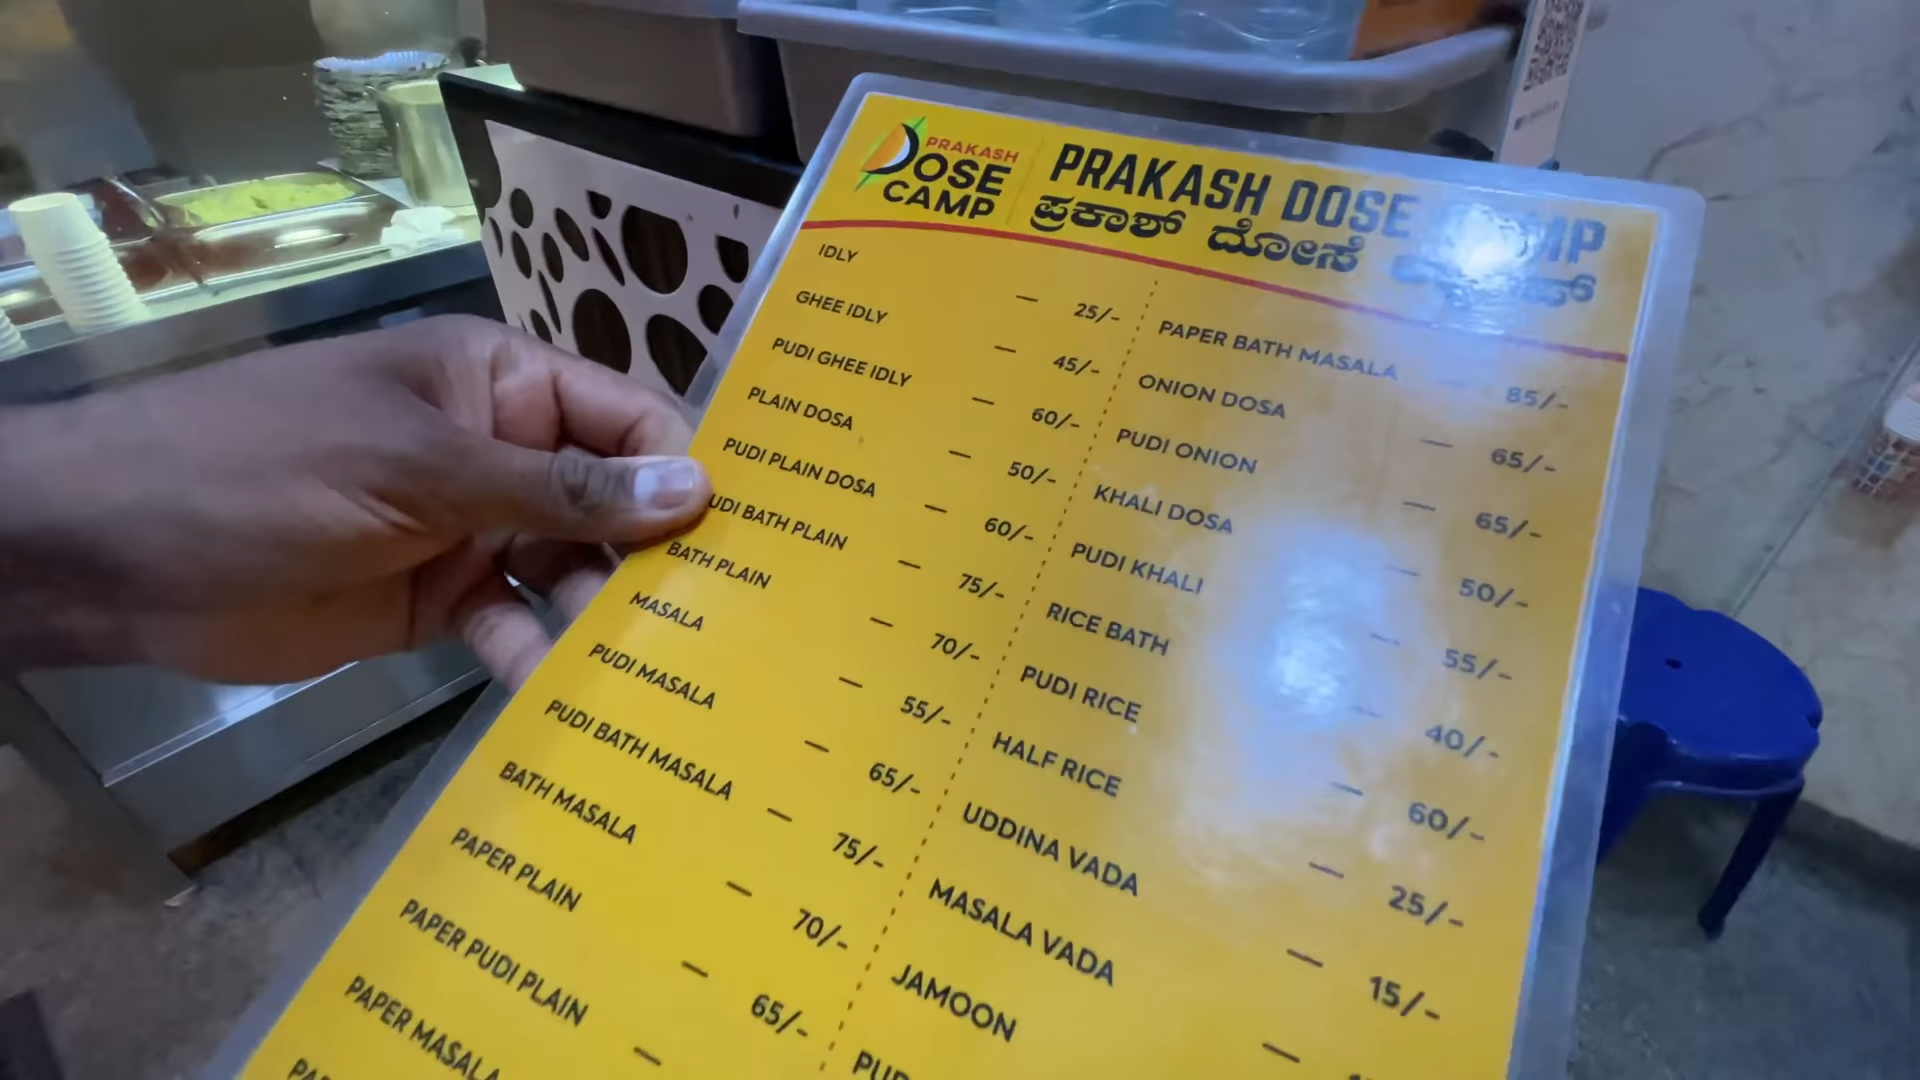 PRAKASH
DOSE
CAMP
PRAKASH DOSE
ಪ್ರಕಾಶ್ ದೋಸೆ
IDLY — 25/-
GHEE IDLY — 45/-
PUDI GHEE IDLY — 60/-
PLAIN DOSA — 50/-
PUDI PLAIN DOSA — 60/-
UDI BATH PLAIN — 75/-
BATH PLAIN — 70/-
MASALA — 55/-
PUDI MASALA — 65/-
PUDI BATH MASALA — 75/-
BATH MASALA — 70/-
PAPER PLAIN — 65/-
PAPER PUDI PLAIN —
PAPER MASALA
PAPER BATH MASALA — 85/-
ONION DOSA — 65/-
PUDI ONION — 65/-
KHALI DOSA — 50/-
PUDI KHALI — 55/-
RICE BATH — 40/-
PUDI RICE — 60/-
HALF RICE — 25/-
UDDINA VADA — 15/-
MASALA VADA —
JAMOON